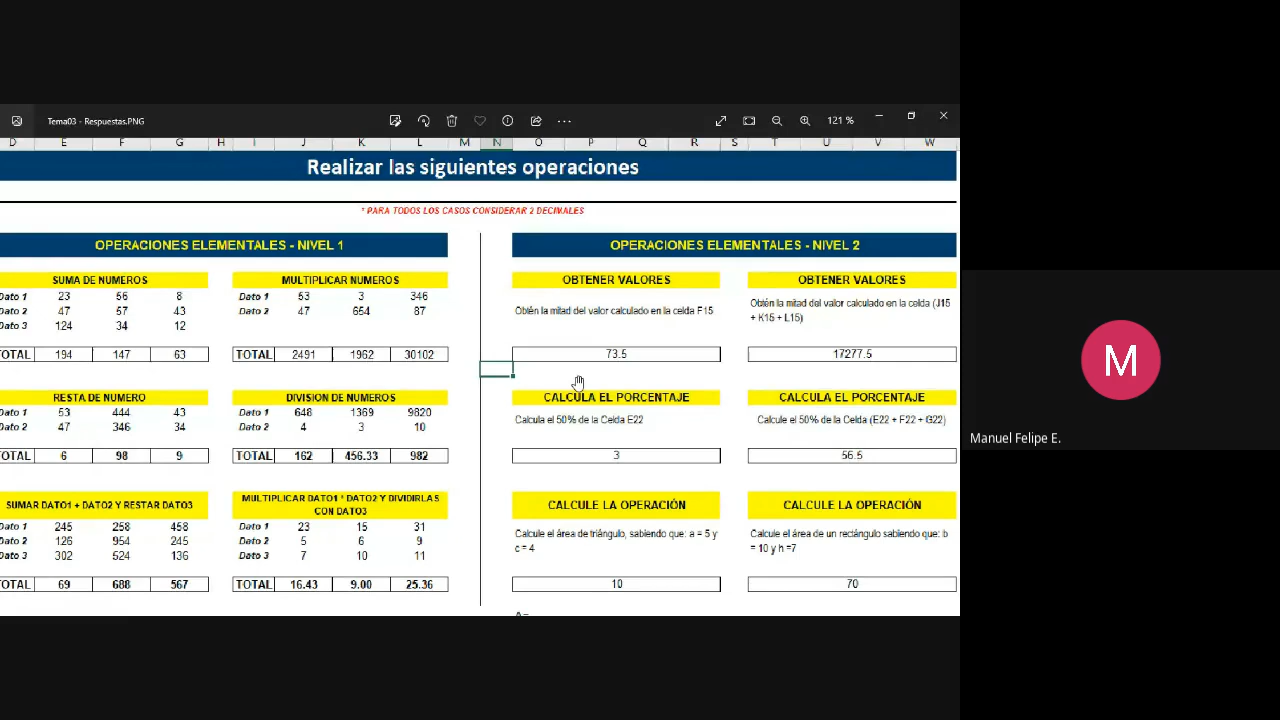 Tema03 - Respuestas.PNG
121 %
D E F G H I J K L M N O P Q R S T U V W
Realizar las siguientes operaciones
* PARA TODOS LOS CASOS CONSIDERAR 2 DECIMALES
OPERACIONES ELEMENTALES - NIVEL 1
SUMA DE NUMEROS
Dato 1 23 56 8
Dato 2 47 57 43
Dato 3 124 34 12
TOTAL 194 147 63
MULTIPLICAR NUMEROS
Dato 1 53 3 346
Dato 2 47 654 87
TOTAL 2491 1962 30102
RESTA DE NUMERO
Dato 1 53 444 43
Dato 2 47 346 34
TOTAL 6 98 9
DIVISION DE NUMEROS
Dato 1 648 1369 9820
Dato 2 4 3 10
TOTAL 162 456.33 982
SUMAR DATO1 + DATO2 Y RESTAR DATO3
Dato 1 245 258 458
Dato 2 126 954 245
Dato 3 302 524 136
TOTAL 69 688 567
MULTIPLICAR DATO1 * DATO2 Y DIVIDIRLAS
CON DATO3
Dato 1 23 15 31
Dato 2 5 6 9
Dato 3 7 10 11
TOTAL 16.43 9.00 25.36
OPERACIONES ELEMENTALES - NIVEL 2
OBTENER VALORES
Obtén la mitad del valor calculado en la celda F15
73.5
OBTENER VALORES
Obtén la mitad del valor calculado en la celda (J15
+ K15 + L15)
17277.5
CALCULA EL PORCENTAJE
Calcula el 50% de la Celda E22
3
CALCULA EL PORCENTAJE
Calcule el 50% de la Celda (E22 + F22 + G22)
56.5
CALCULE LA OPERACIÓN
Calcule el área de triángulo, sabiendo que: a = 5 y
c = 4
10
CALCULE LA OPERACIÓN
Calcule el área de un rectángulo sabiendo que: b
= 10 y h =7
70
M
Manuel Felipe E.